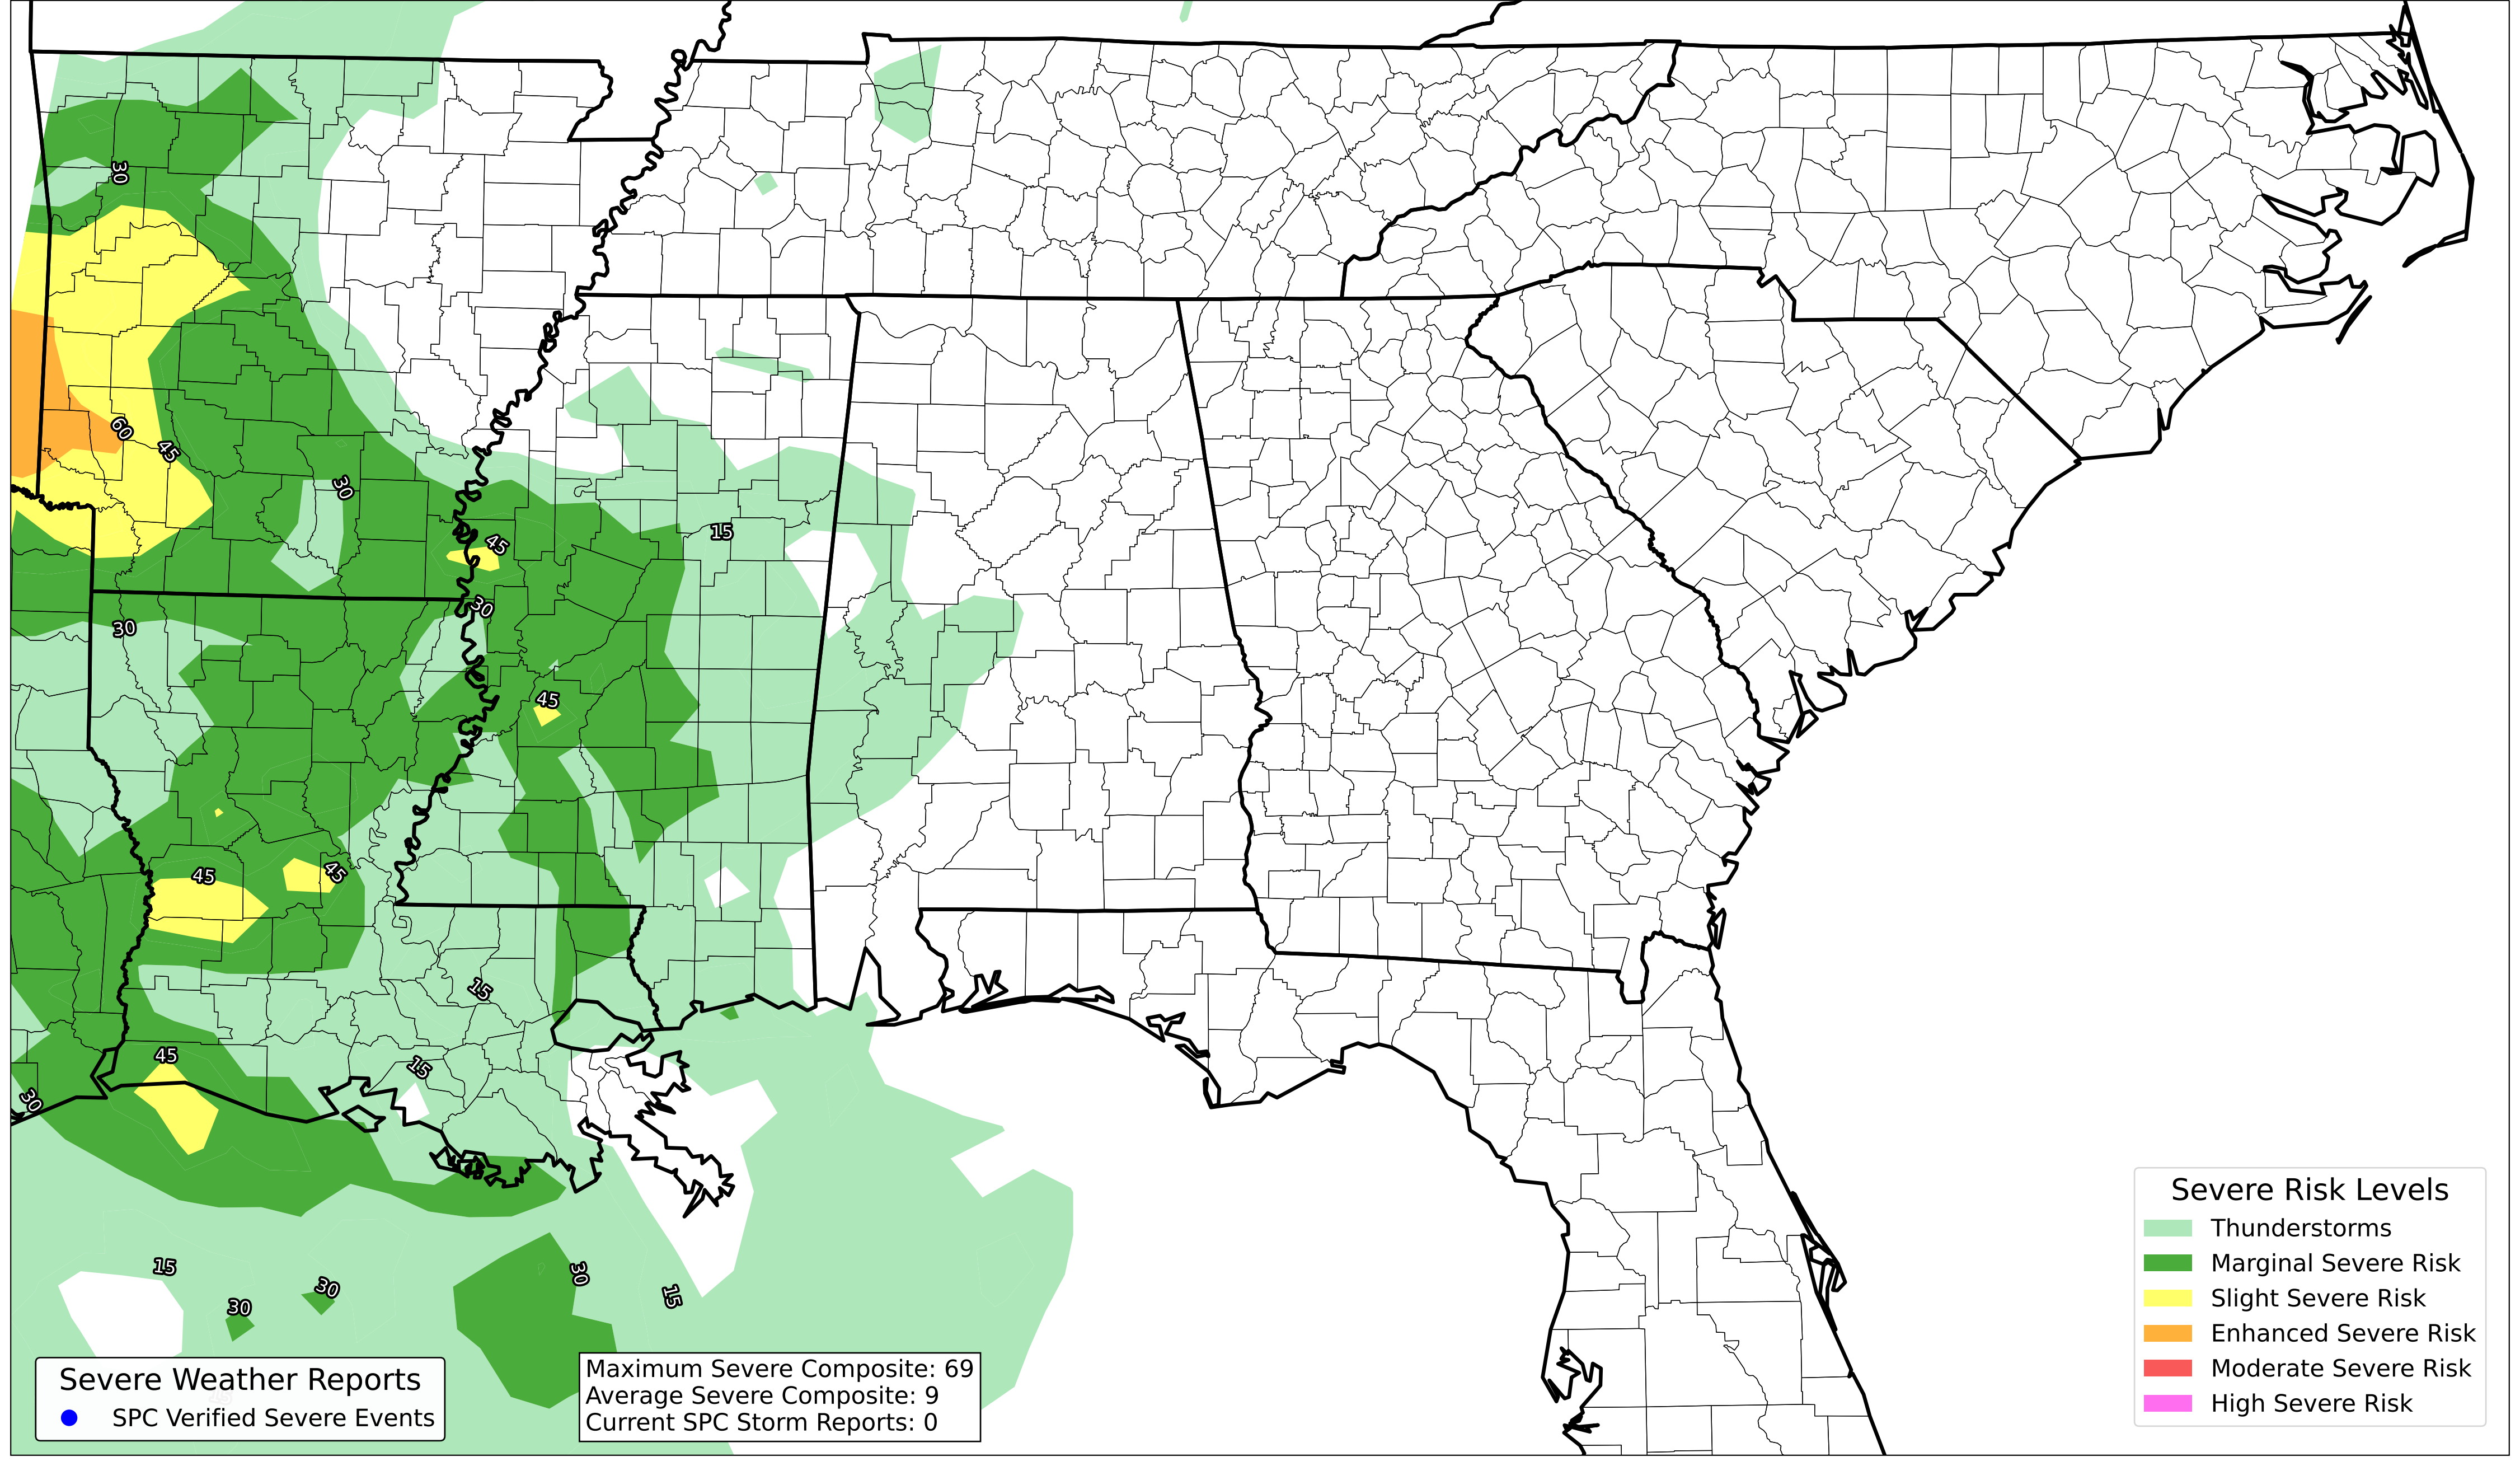 30
60
45
30
15
45
30
30
45
45
45
15
45
15
30
15
30
30
30
15
Severe Weather Reports
SPC Verified Severe Events
Maximum Severe Composite: 69
Average Severe Composite: 9
Current SPC Storm Reports: 0
Severe Risk Levels
Thunderstorms
Marginal Severe Risk
Slight Severe Risk
Enhanced Severe Risk
Moderate Severe Risk
High Severe Risk